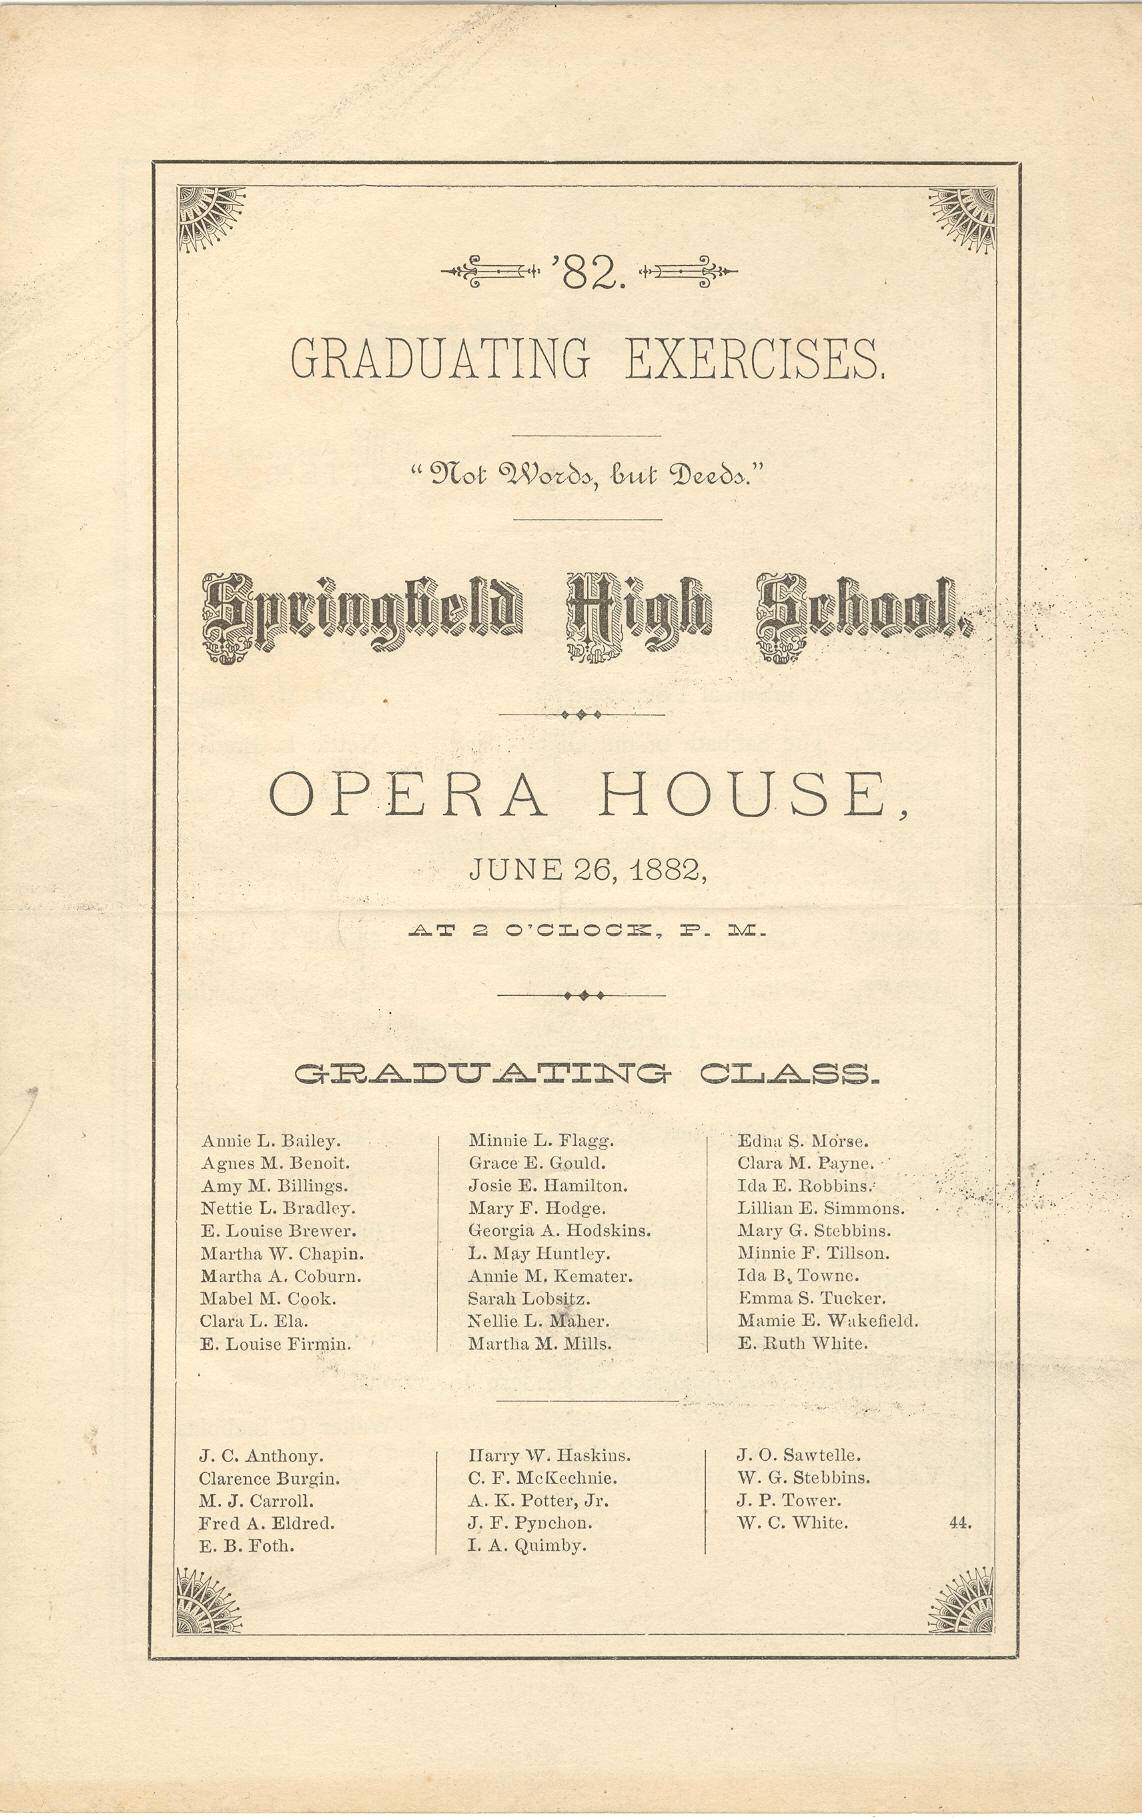 '82.
GRADUATING EXERCISES.
"Not Words, but Deeds."
Springfield High School.
OPERA HOUSE,
JUNE 26, 1882,
AT 2 O'CLOCK, P. M.
GRADUATING CLASS.
Annie L. Bailey.
Agnes M. Benoit.
Amy M. Billings.
Nettie L. Bradley.
E. Louise Brewer.
Martha W. Chapin.
Martha A. Coburn.
Mabel M. Cook.
Clara L. Ela.
E. Louise Firmin.
Minnie L. Flagg.
Grace E. Gould.
Josie E. Hamilton.
Mary F. Hodge.
Georgia A. Hodskins.
L. May Huntley.
Annie M. Kemater.
Sarah Lobsitz.
Nellie L. Maher.
Martha M. Mills.
Edna S. Morse.
Clara M. Payne.
Ida E. Robbins.
Lillian E. Simmons.
Mary G. Stebbins.
Minnie F. Tillson.
Ida B. Towne.
Emma S. Tucker.
Mamie E. Wakefield.
E. Ruth White.
J. C. Anthony.
Clarence Burgin.
M. J. Carroll.
Fred A. Eldred.
E. B. Foth.
Harry W. Haskins.
C. F. McKechnie.
A. K. Potter, Jr.
J. F. Pynchon.
I. A. Quimby.
J. O. Sawtelle.
W. G. Stebbins.
J. P. Tower.
W. C. White. 44.